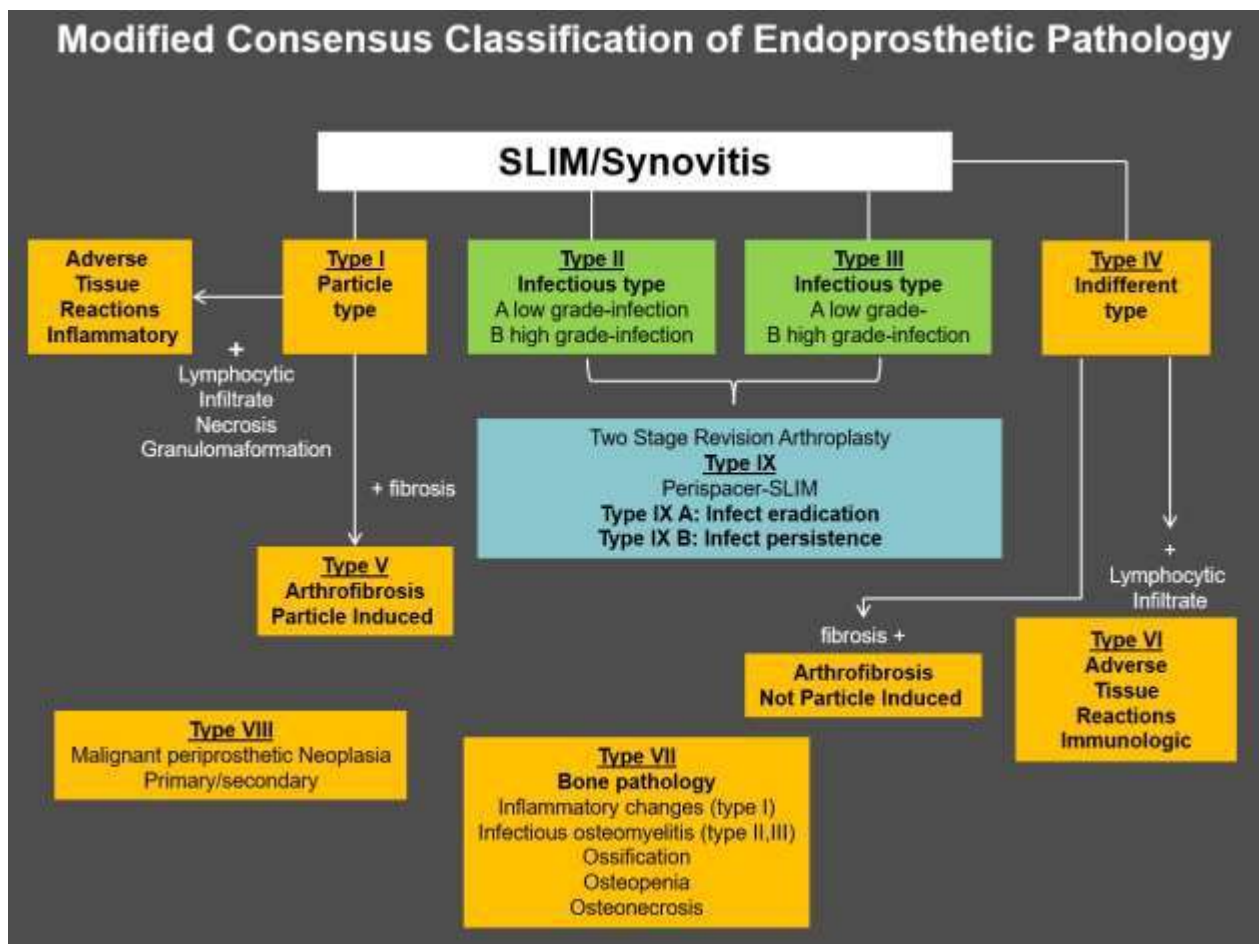 Modified Consensus Classification of Endoprosthetic Pathology
SLIM/Synovitis
Adverse
Tissue
Reactions
Inflammatory
Type I
Particle
type
Type II
Infectious type
A low grade-infection
B high grade-infection
Type III
Infectious type
A low grade-
B high grade-infection
Type IV
Indifferent
type
+
Lymphocytic
Infiltrate
Necrosis
Granulomaformation
+ fibrosis
Two Stage Revision Arthroplasty
Type IX
Perispacer-SLIM
Type IX A: Infect eradication
Type IX B: Infect persistence
+
Lymphocytic
Infiltrate
Type V
Arthrofibrosis
Particle Induced
fibrosis +
Arthrofibrosis
Not Particle Induced
Type VI
Adverse
Tissue
Reactions
Immunologic
Type VIII
Malignant periprosthetic Neoplasia
Primary/secondary
Type VII
Bone pathology
Inflammatory changes (type I)
Infectious osteomyelitis (type II,III)
Ossification
Osteopenia
Osteonecrosis